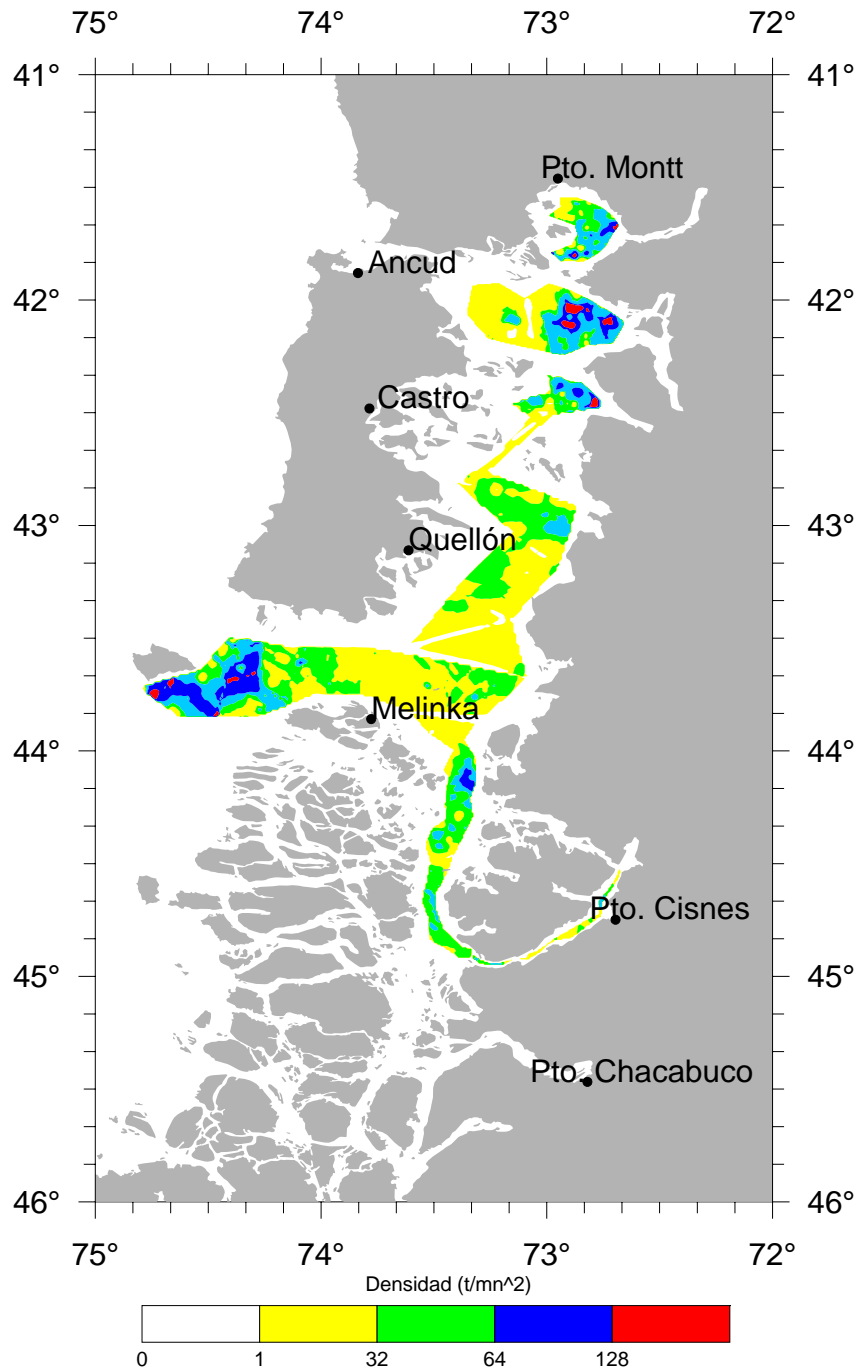 75° 74° 73° 72°
41°
41°
Pto. Montt
Ancud
42°
42°
Castro
43°
43°
Quellón
Melinka
44°
44°
Pto. Cisnes
45°
45°
Pto. Chacabuco
46°
46°
75° 74° 73° 72°
Densidad (t/mn^2)
0 1 32 64 128